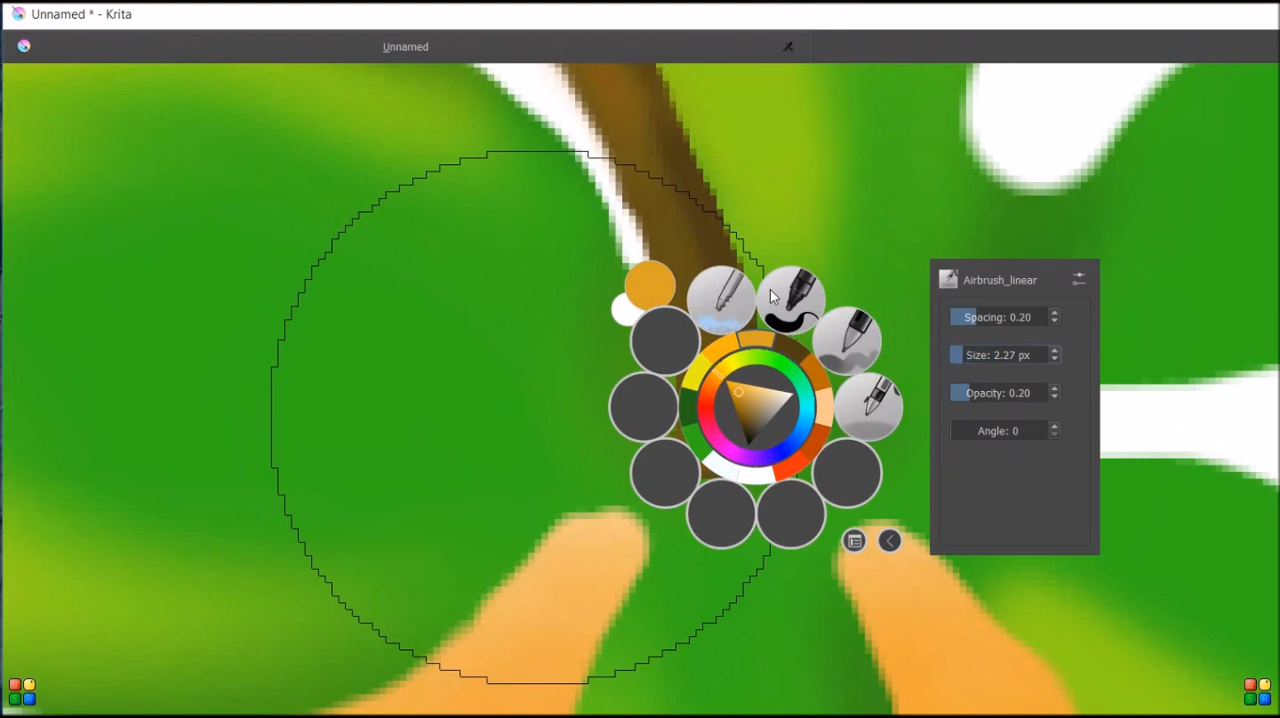 Unnamed * - Krita
Unnamed
Airbrush_linear
Spacing: 0.20
Size: 2.27 px
Opacity: 0.20
Angle: 0